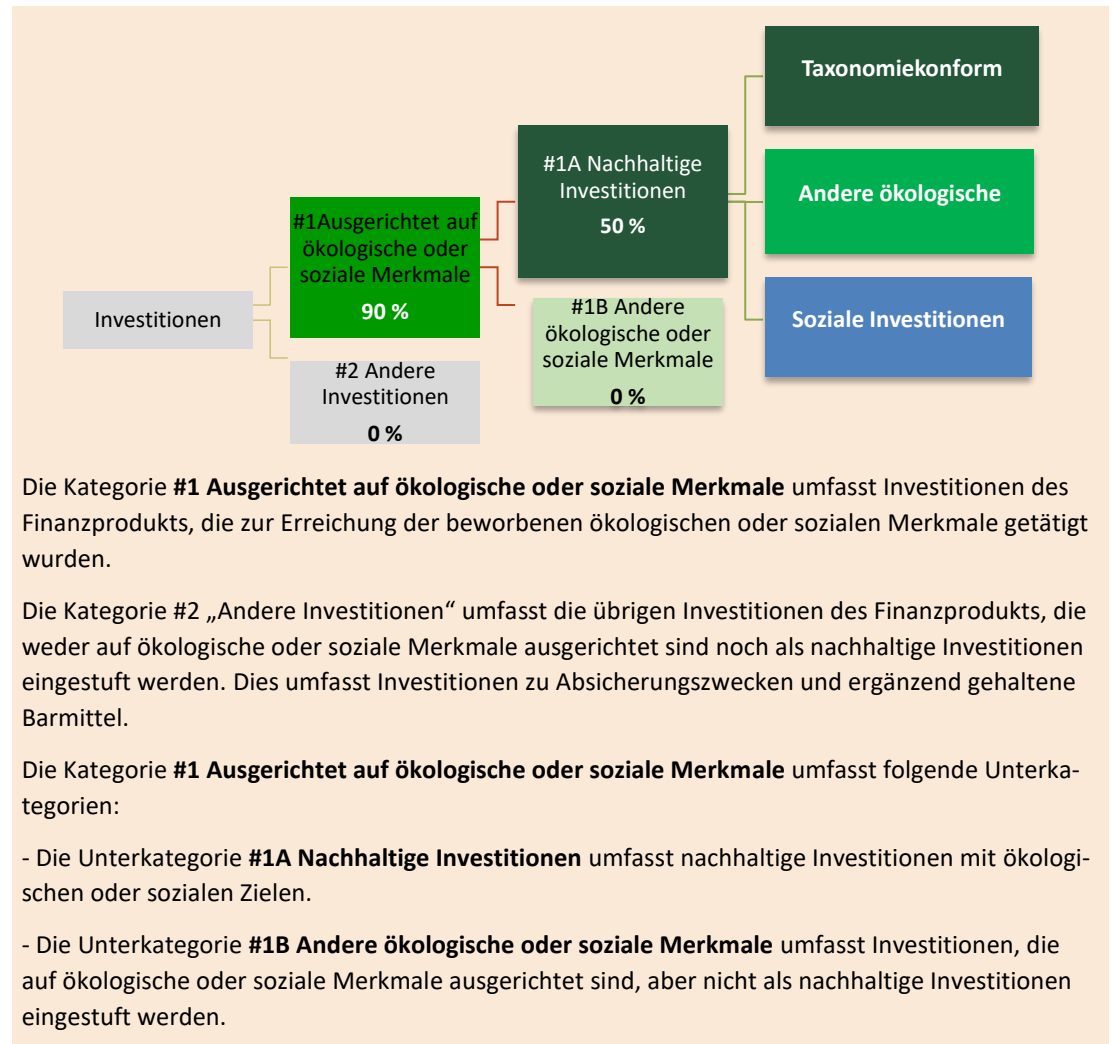 Taxonomiekonform
#1A Nachhaltige
Investitionen
50 %
Andere ökologische
#1Ausgerichtet auf
ökologische oder
soziale Merkmale
90 %
Investitionen
#1B Andere
ökologische oder
soziale Merkmale
0 %
Soziale Investitionen
#2 Andere
Investitionen
0 %
Die Kategorie #1 Ausgerichtet auf ökologische oder soziale Merkmale umfasst Investitionen des
Finanzprodukts, die zur Erreichung der beworbenen ökologischen oder sozialen Merkmale getätigt
wurden.
Die Kategorie #2 „Andere Investitionen“ umfasst die übrigen Investitionen des Finanzprodukts, die
weder auf ökologische oder soziale Merkmale ausgerichtet sind noch als nachhaltige Investitionen
eingestuft werden. Dies umfasst Investitionen zu Absicherungszwecken und ergänzend gehaltene
Barmittel.
Die Kategorie #1 Ausgerichtet auf ökologische oder soziale Merkmale umfasst folgende Unterka-
tegorien:
- Die Unterkategorie #1A Nachhaltige Investitionen umfasst nachhaltige Investitionen mit ökologi-
schen oder sozialen Zielen.
- Die Unterkategorie #1B Andere ökologische oder soziale Merkmale umfasst Investitionen, die
auf ökologische oder soziale Merkmale ausgerichtet sind, aber nicht als nachhaltige Investitionen
eingestuft werden.